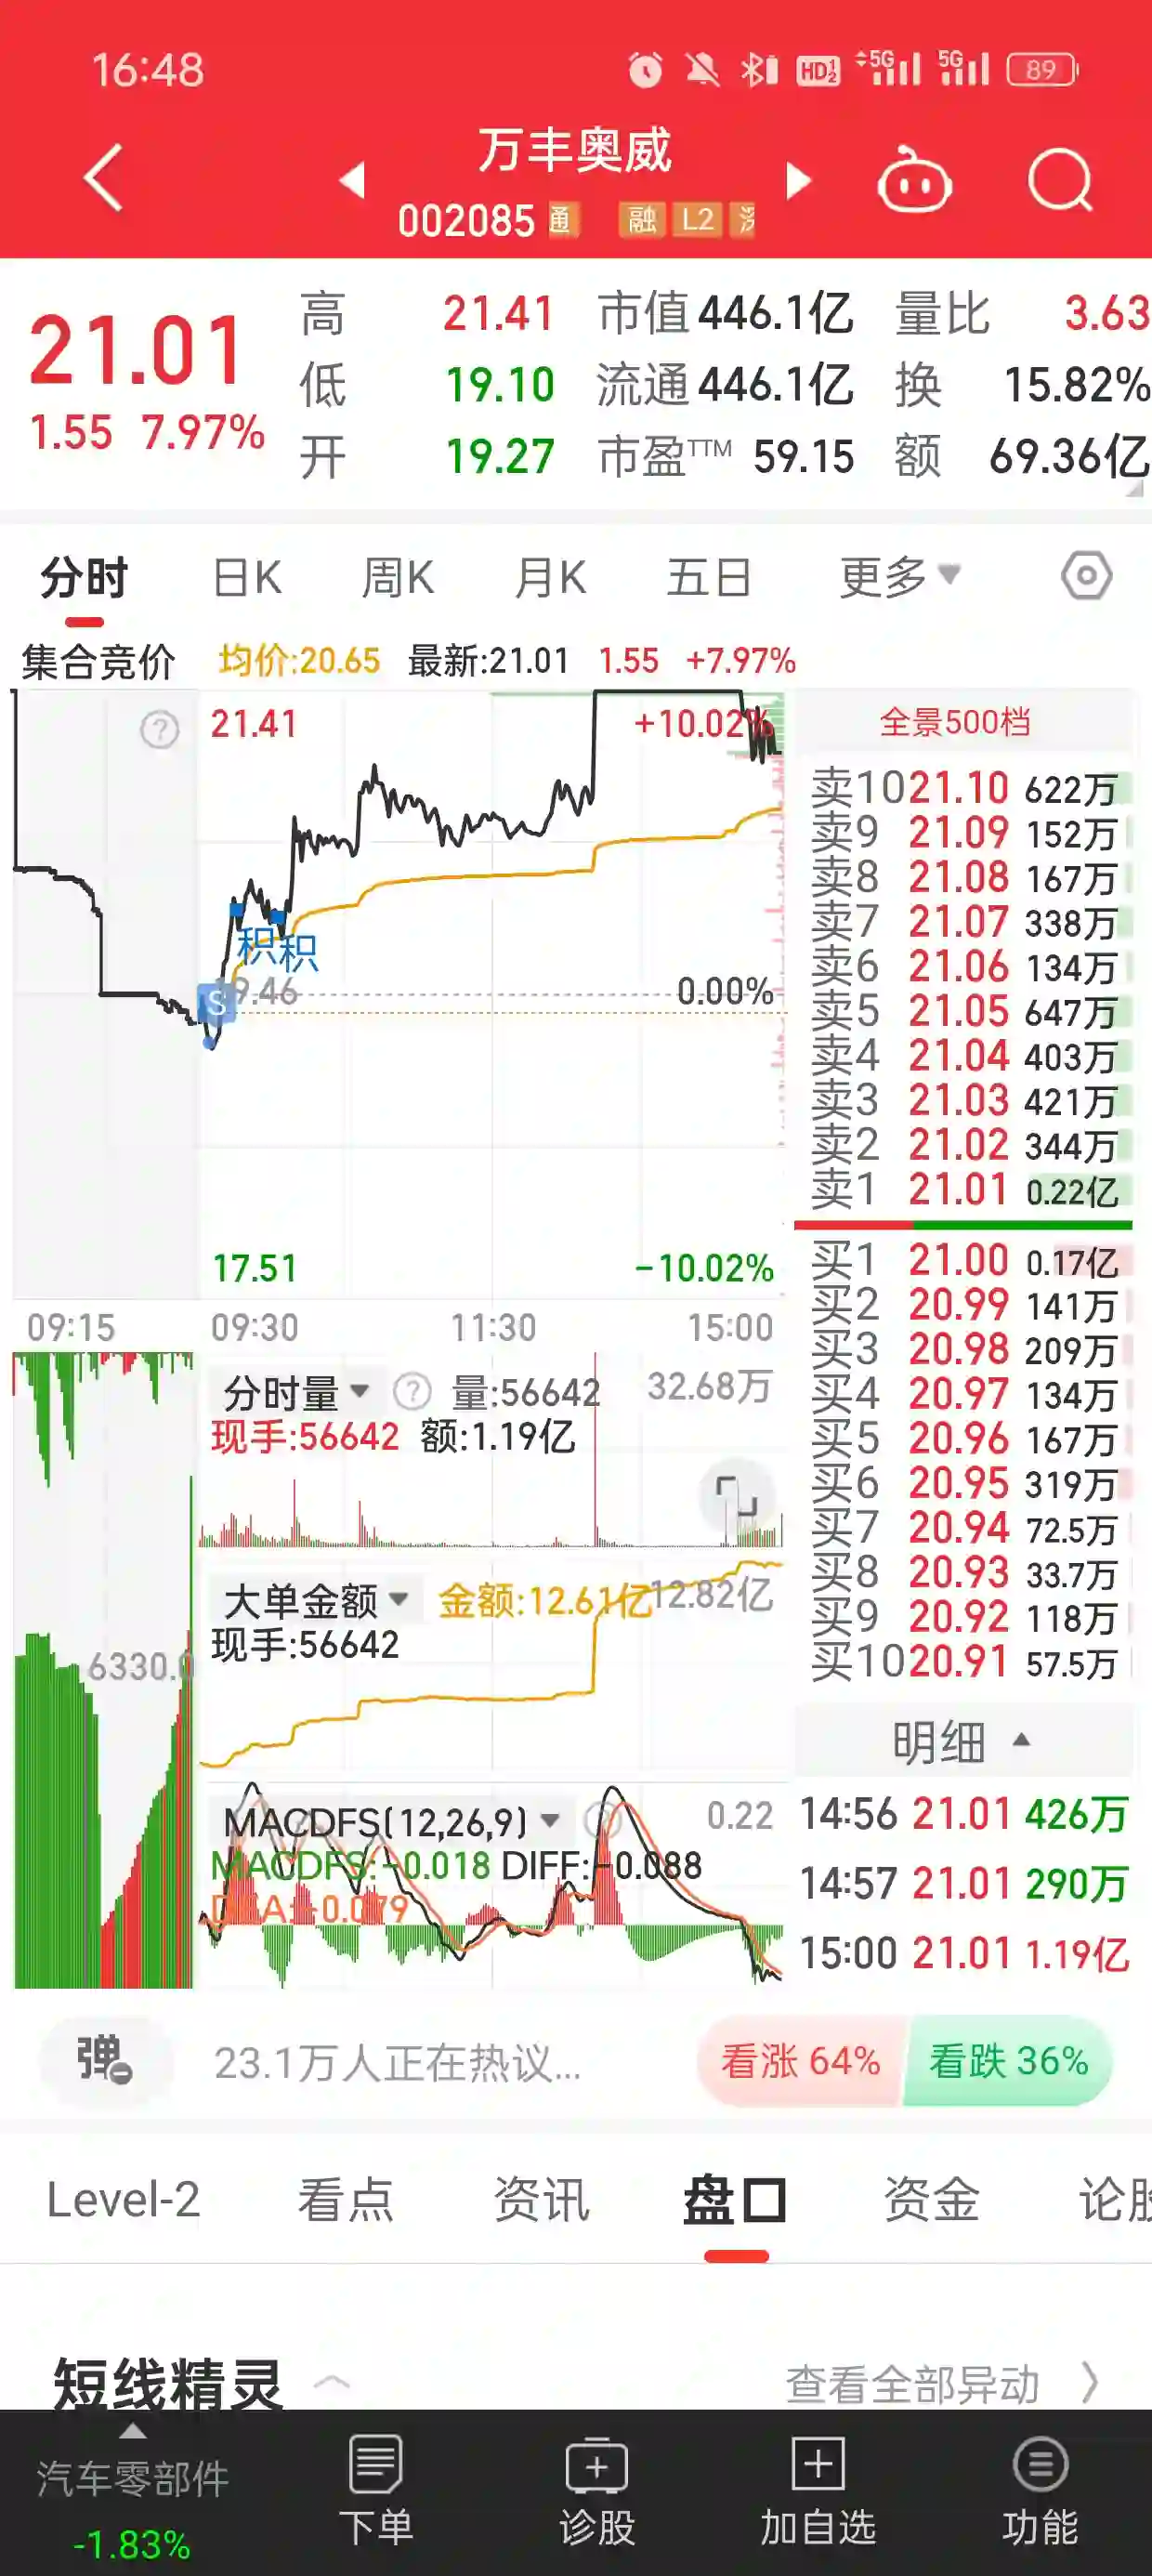 16:48 HD 5G 5G 89
万丰奥威
002085 通 融 L2
21.01 高 21.41 市值 446.1亿 量比 3.63
低 19.10 流通 446.1亿 换 15.82%
1.55 7.97% 开 19.27 市盈TTM 59.15 额 69.36亿
分时 日K 周K 月K 五日 更多
集合竞价 均价:20.65 最新:21.01 1.55 +7.97%
21.41 +10.02%
积 积
S 19.46 0.00%
17.51 -10.02%
09:15 09:30 11:30 15:00
全景500档
卖10 21.10 622万
卖9 21.09 152万
卖8 21.08 167万
卖7 21.07 338万
卖6 21.06 134万
卖5 21.05 647万
卖4 21.04 403万
卖3 21.03 421万
卖2 21.02 344万
卖1 21.01 0.22亿
买1 21.00 0.17亿
买2 20.99 141万
买3 20.98 209万
买4 20.97 134万
买5 20.96 167万
买6 20.95 319万
买7 20.94 72.5万
买8 20.93 33.7万
买9 20.92 118万
买10 20.91 57.5万
分时量 ? 量:56642 32.68万
现手:56642 额:1.19亿
大单金额 金额:12.61亿 12.82亿
现手:56642
6330.0
MACDFS(12,26,9) 0.22
MACDFS:-0.018 DIFF:-0.088
DEA:-0.079
明细
14:56 21.01 426万
14:57 21.01 290万
15:00 21.01 1.19亿
弹 23.1万人正在热议... 看涨 64% 看跌 36%
Level-2 看点 资讯 盘口 资金 论股
短线精灵 查看全部异动
汽车零部件
-1.83%
下单 诊股 加自选 功能